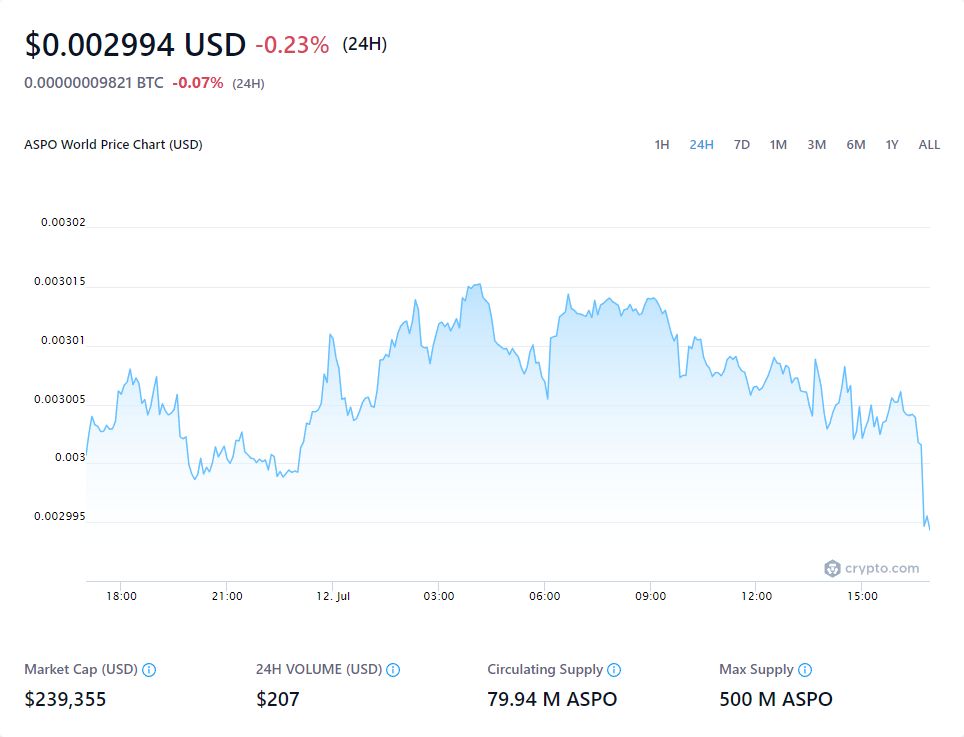 $0.002994 USD -0.23% (24H)
0.00000009821 BTC -0.07% (24H)
ASPO World Price Chart (USD) 1H 24H 7D 1M 3M 6M 1Y ALL
0.00302
0.003015
0.00301
0.003005
0.003
0.002995
crypto.com
18:00 21:00 12. Jul 03:00 06:00 09:00 12:00 15:00
Market Cap (USD) 24H VOLUME (USD) Circulating Supply Max Supply
$239,355 $207 79.94 M ASPO 500 M ASPO